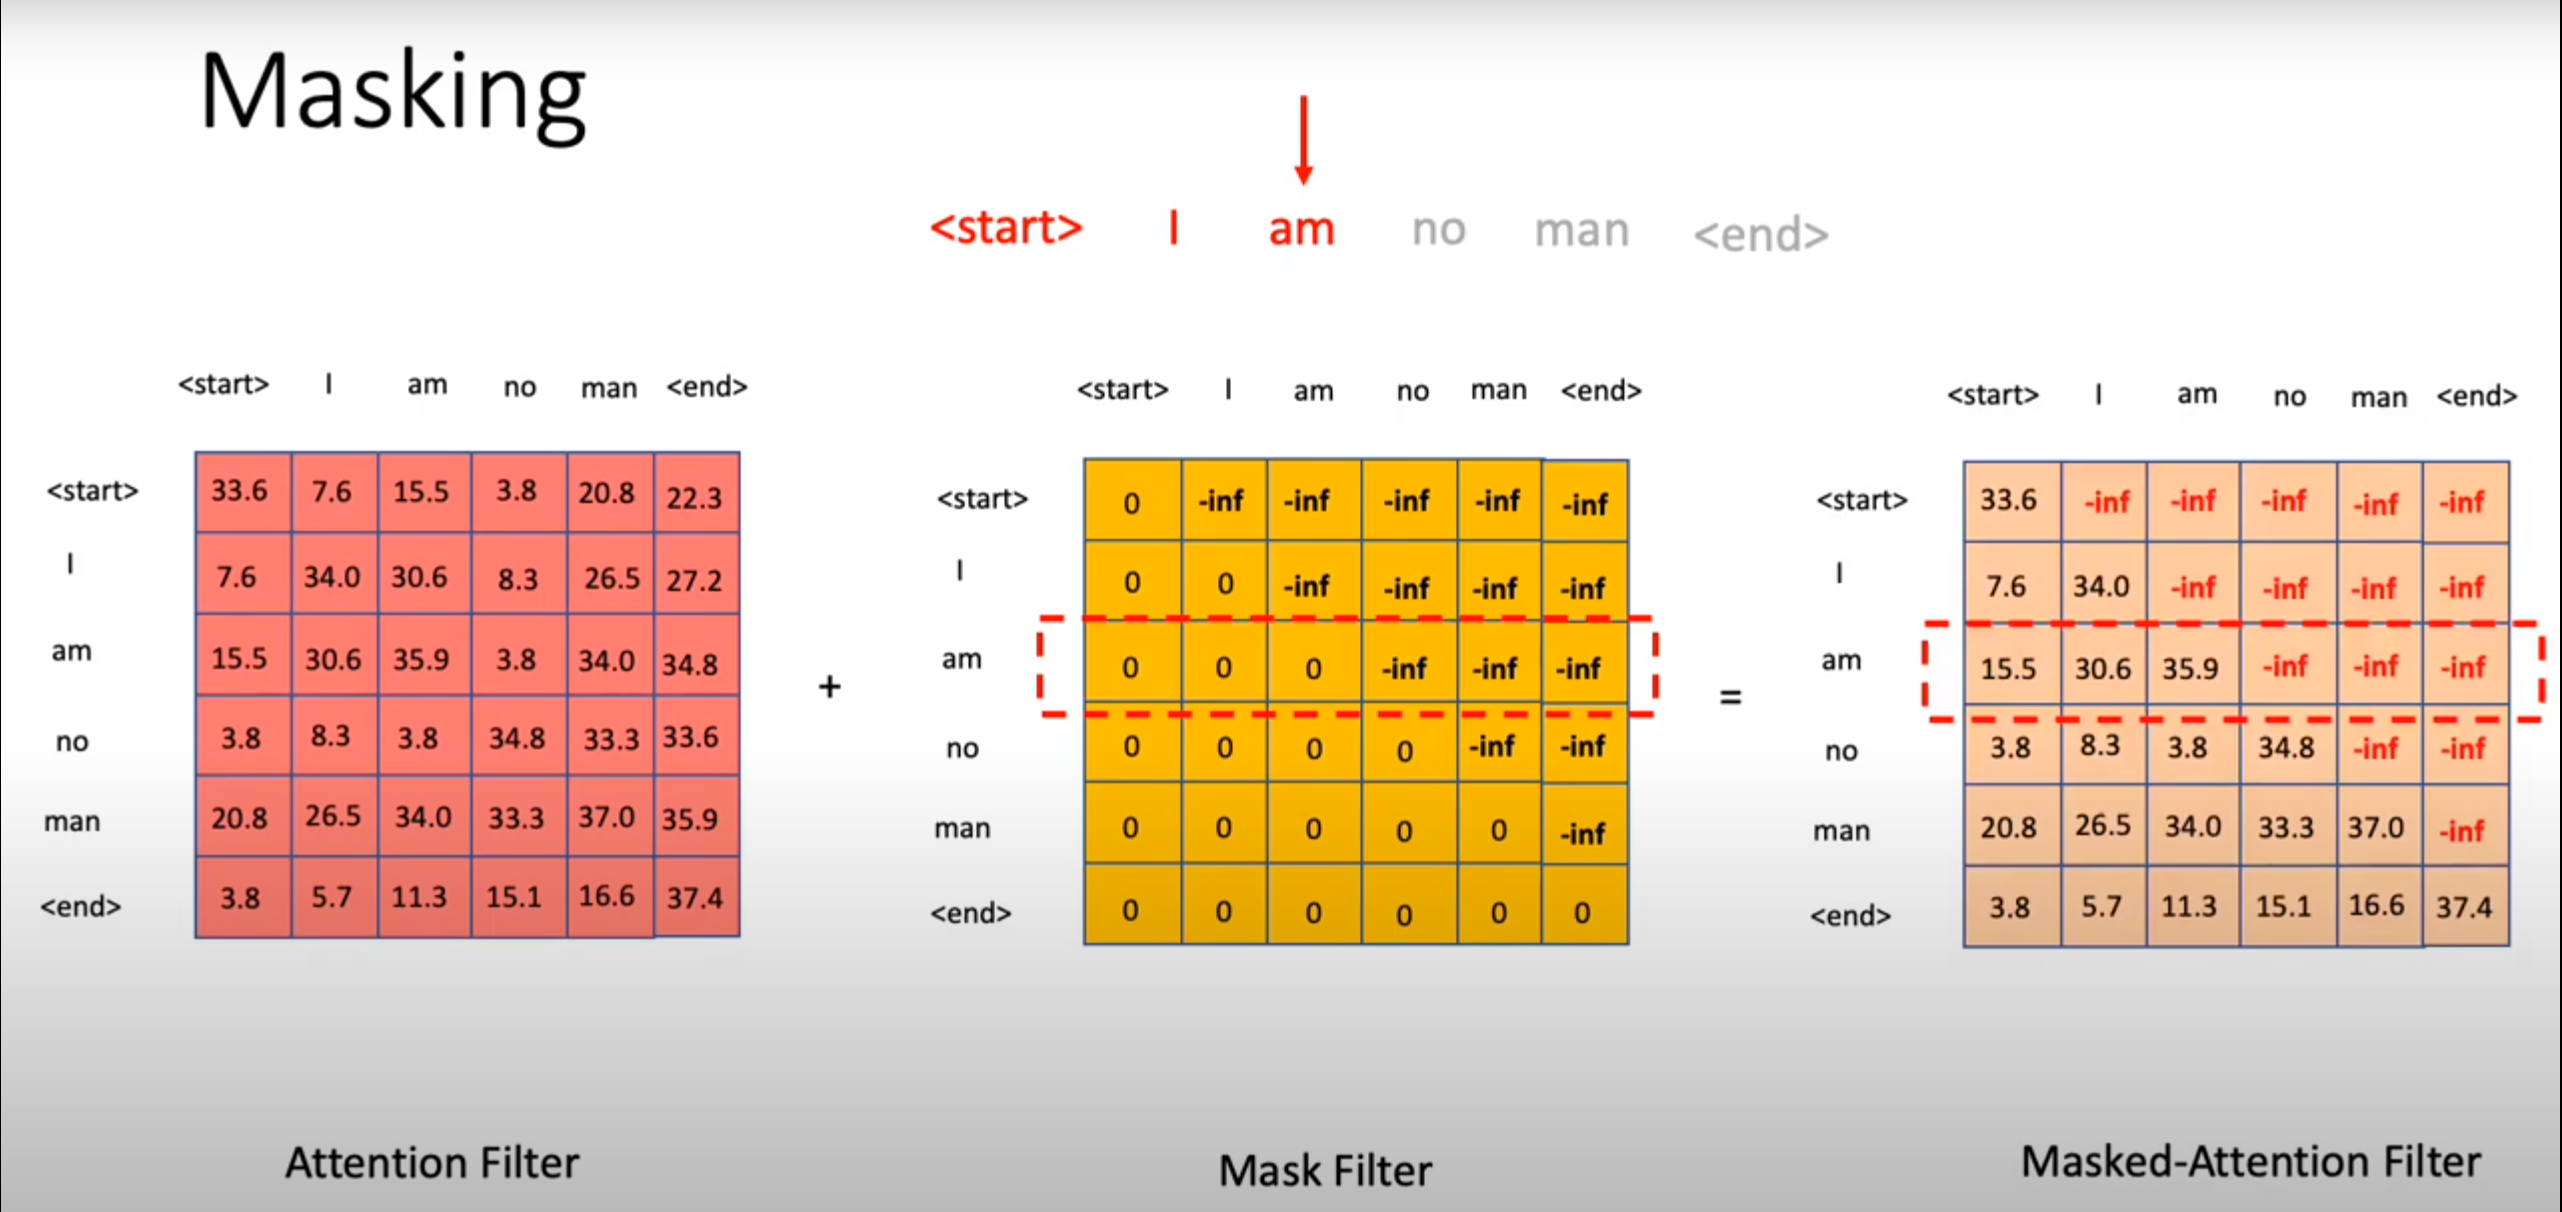 Masking
<start> I am no man <end>
<start> I am no man <end>
<start> 33.6 7.6 15.5 3.8 20.8 22.3
I 7.6 34.0 30.6 8.3 26.5 27.2
am 15.5 30.6 35.9 3.8 34.0 34.8
no 3.8 8.3 3.8 34.8 33.3 33.6
man 20.8 26.5 34.0 33.3 37.0 35.9
<end> 3.8 5.7 11.3 15.1 16.6 37.4
Attention Filter
+
<start> I am no man <end>
<start> 0 -inf -inf -inf -inf -inf
I 0 0 -inf -inf -inf -inf
am 0 0 0 -inf -inf -inf
no 0 0 0 0 -inf -inf
man 0 0 0 0 0 -inf
<end> 0 0 0 0 0 0
Mask Filter
=
<start> I am no man <end>
<start> 33.6 -inf -inf -inf -inf -inf
I 7.6 34.0 -inf -inf -inf -inf
am 15.5 30.6 35.9 -inf -inf -inf
no 3.8 8.3 3.8 34.8 -inf -inf
man 20.8 26.5 34.0 33.3 37.0 -inf
<end> 3.8 5.7 11.3 15.1 16.6 37.4
Masked-Attention Filter